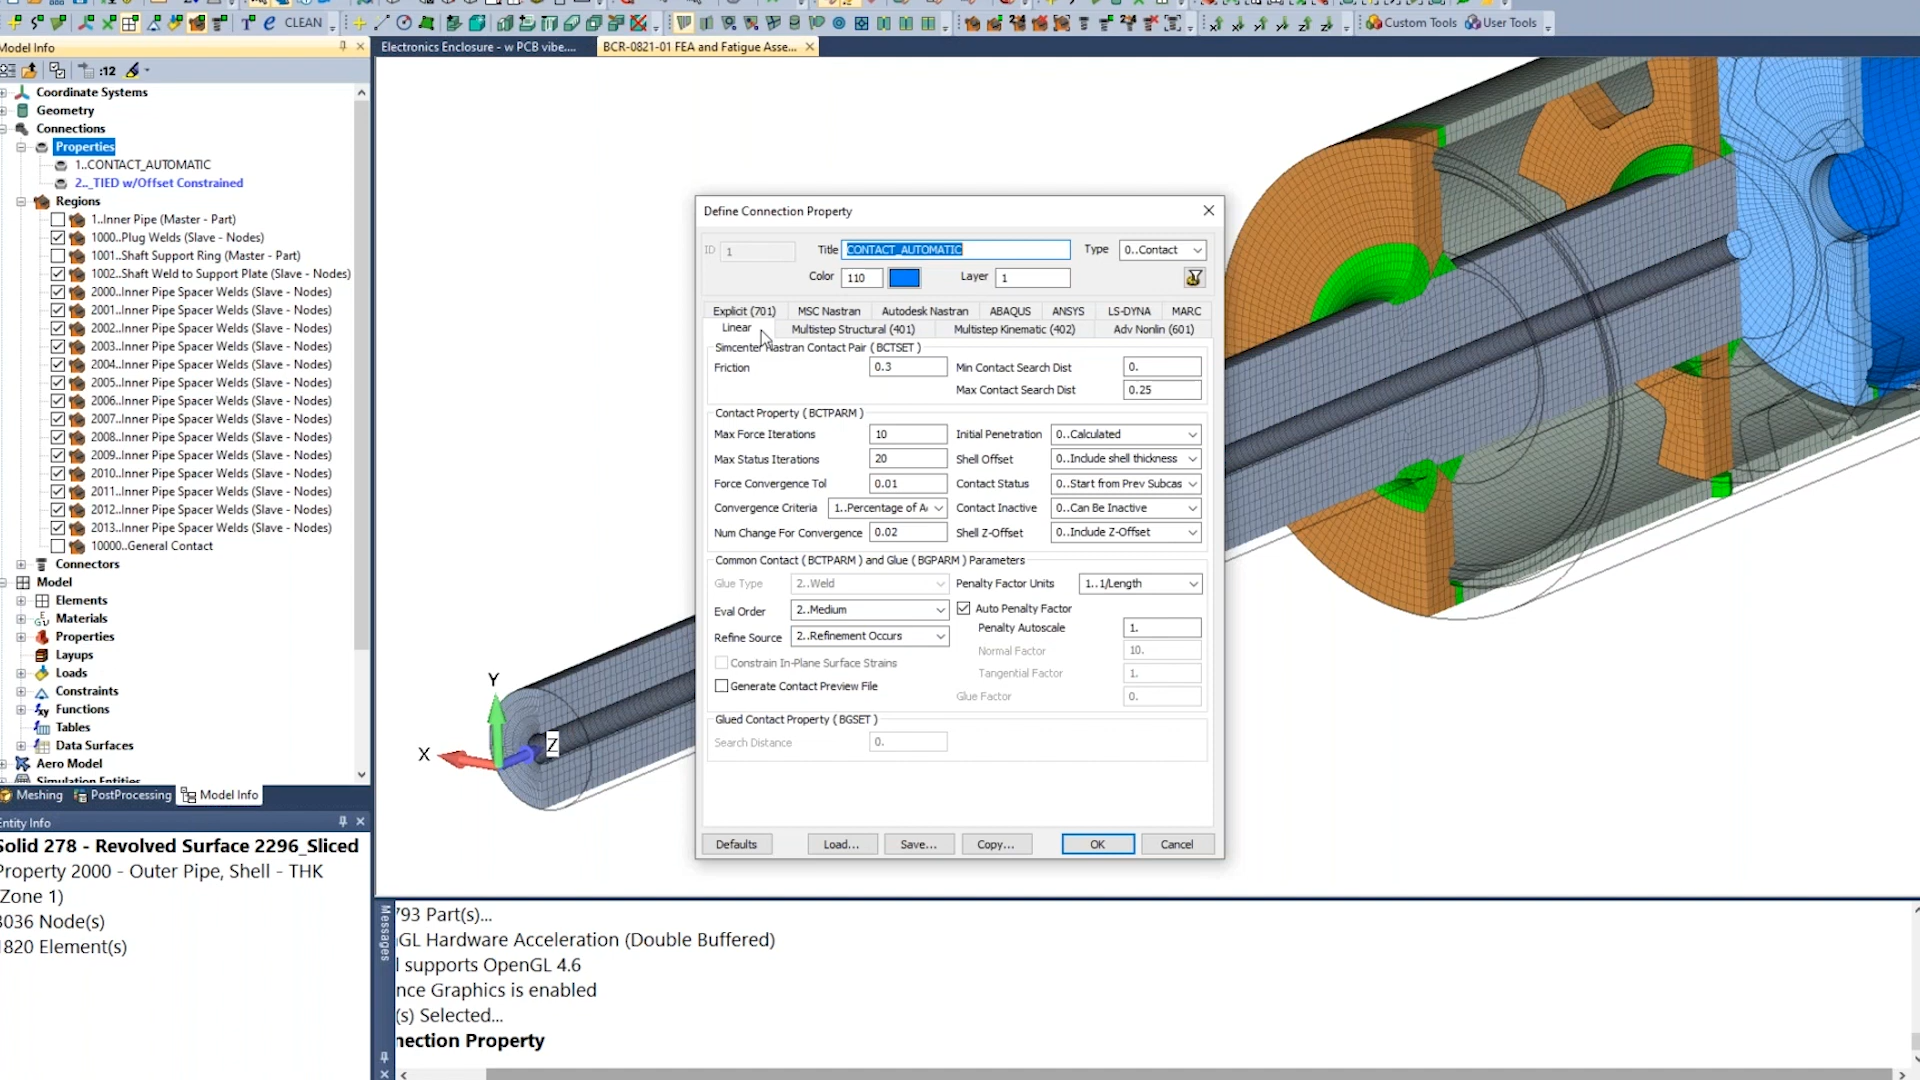 CLEAN
Custom Tools
User Tools
Model Info
Electronics Enclosure - w PCB vibe....
BCR-0821-01 FEA and Fatigue Asse...
:12
Coordinate Systems
Geometry
Connections
Properties
1..CONTACT_AUTOMATIC
2.._TIED w/Offset Constrained
Regions
1..Inner Pipe (Master - Part)
1000..Plug Welds (Slave - Nodes)
1001..Shaft Support Ring (Master - Part)
1002..Shaft Weld to Support Plate (Slave - Nodes)
2000..Inner Pipe Spacer Welds (Slave - Nodes)
2001..Inner Pipe Spacer Welds (Slave - Nodes)
2002..Inner Pipe Spacer Welds (Slave - Nodes)
2003..Inner Pipe Spacer Welds (Slave - Nodes)
2004..Inner Pipe Spacer Welds (Slave - Nodes)
2005..Inner Pipe Spacer Welds (Slave - Nodes)
2006..Inner Pipe Spacer Welds (Slave - Nodes)
2007..Inner Pipe Spacer Welds (Slave - Nodes)
2008..Inner Pipe Spacer Welds (Slave - Nodes)
2009..Inner Pipe Spacer Welds (Slave - Nodes)
2010..Inner Pipe Spacer Welds (Slave - Nodes)
2011..Inner Pipe Spacer Welds (Slave - Nodes)
2012..Inner Pipe Spacer Welds (Slave - Nodes)
2013..Inner Pipe Spacer Welds (Slave - Nodes)
10000..General Contact
Connectors
Model
Elements
Materials
Properties
Layups
Loads
Constraints
Functions
Tables
Data Surfaces
Aero Model
Simulation Entities
Meshing
PostProcessing
Model Info
Entity Info
Solid 278 - Revolved Surface 2296_Sliced
Property 2000 - Outer Pipe, Shell - THK
Zone 1)
3036 Node(s)
1820 Element(s)
Define Connection Property
ID 1 Title CONTACT_AUTOMATIC Type 0..Contact
Color 110 Layer 1
Explicit (701) MSC Nastran Autodesk Nastran ABAQUS ANSYS LS-DYNA MARC
Linear Multistep Structural (401) Multistep Kinematic (402) Adv Nonlin (601)
Simcenter Nastran Contact Pair ( BCTSET )
Friction 0.3 Min Contact Search Dist 0.
Max Contact Search Dist 0.25
Contact Property ( BCTPARM )
Max Force Iterations 10 Initial Penetration 0..Calculated
Max Status Iterations 20 Shell Offset 0..Include shell thickness
Force Convergence Tol 0.01 Contact Status 0..Start from Prev Subcas
Convergence Criteria 1..Percentage of A Contact Inactive 0..Can Be Inactive
Num Change For Convergence 0.02 Shell Z-Offset 0..Include Z-Offset
Common Contact ( BCTPARM ) and Glue ( BGPARM ) Parameters
Glue Type 2..Weld Penalty Factor Units 1..1/Length
Eval Order 2..Medium Auto Penalty Factor
Penalty Autoscale 1.
Refine Source 2..Refinement Occurs
Normal Factor 10.
Constrain In-Plane Surface Strains
Tangential Factor 1.
Generate Contact Preview File
Glue Factor 0.
Glued Contact Property ( BGSET )
Search Distance 0.
Defaults Load... Save... Copy... OK Cancel
Y
X
Z
Messages
793 Part(s)...
GL Hardware Acceleration (Double Buffered)
l supports OpenGL 4.6
nce Graphics is enabled
(s) Selected...
nection Property